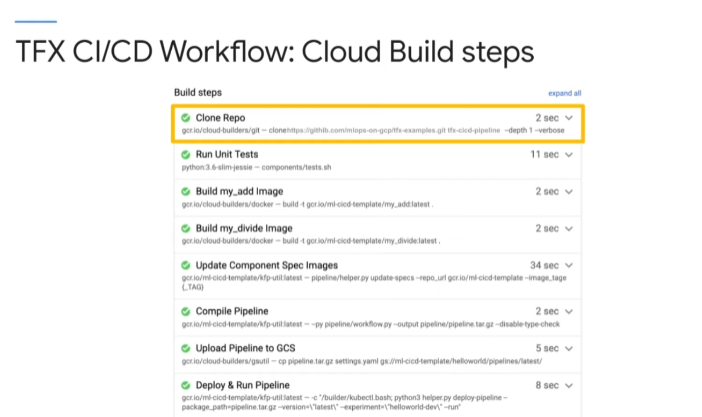 TFX CI/CD Workflow: Cloud Build steps
Build steps
expand all
Clone Repo
2 sec
gcr.io/cloud-builders/git – clonehttps://github.com/mlops-on-gcp/tfx-examples.git tfx-cicd-pipeline --depth 1 --verbose
Run Unit Tests
11 sec
python:3.6-slim-jessie – components/tests.sh
Build my_add Image
2 sec
gcr.io/cloud-builders/docker – build -t gcr.io/ml-cicd-template/my_add:latest .
Build my_divide Image
2 sec
gcr.io/cloud-builders/docker – build -t gcr.io/ml-cicd-template/my_divide:latest .
Update Component Spec Images
34 sec
gcr.io/ml-cicd-template/kfp-util:latest – pipeline/helper.py update-specs --repo_url gcr.io/ml-cicd-template --image_tage
{_TAG}
Compile Pipeline
2 sec
gcr.io/ml-cicd-template/kfp-util:latest – --py pipeline/workflow.py --output pipeline/pipeline.tar.gz --disable-type-check
Upload Pipeline to GCS
5 sec
gcr.io/cloud-builders/gsutil – cp pipeline.tar.gz settings.yaml gs://ml-cicd-template/helloworld/pipelines/latest/
Deploy & Run Pipeline
8 sec
gcr.io/ml-cicd-template/kfp-util:latest – -c "/builder/kubectl.bash; python3 helper.py deploy-pipeline --
package_path=pipeline.tar.gz --version=\"latest\" --experiment=\"helloworld-dev\" --run"